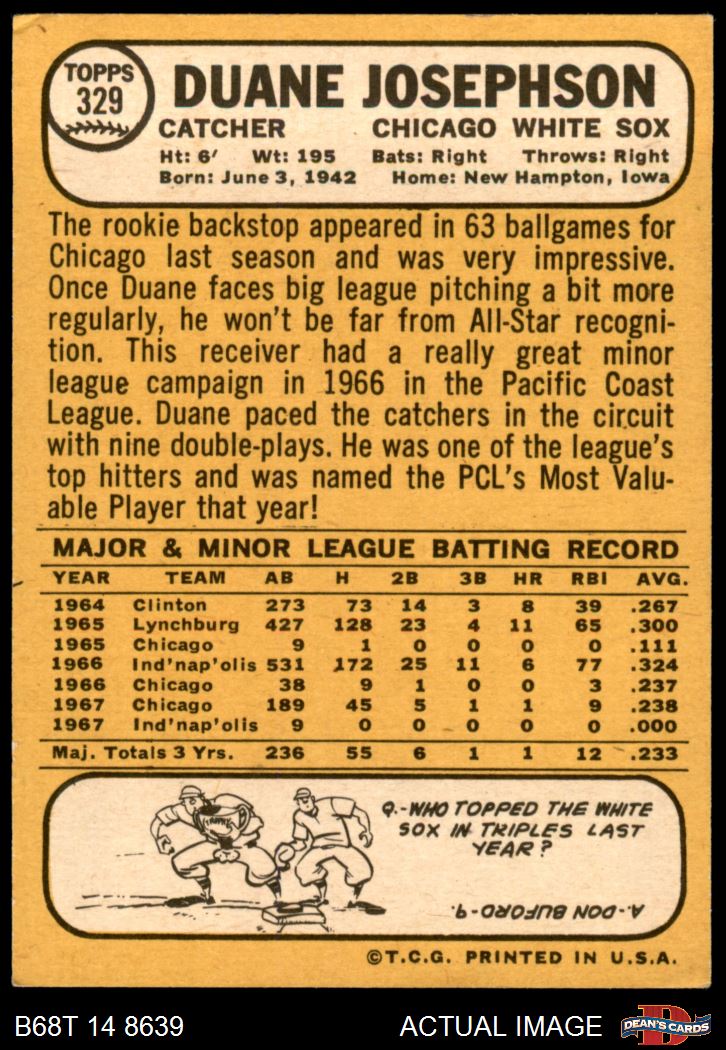 TOPPS
329
DUANE JOSEPHSON
CATCHER CHICAGO WHITE SOX
Ht: 6' Wt: 195 Bats: Right Throws: Right
Born: June 3, 1942 Home: New Hampton, Iowa
The rookie backstop appeared in 63 ballgames for
Chicago last season and was very impressive.
Once Duane faces big league pitching a bit more
regularly, he won't be far from All-Star recogni-
tion. This receiver had a really great minor
league campaign in 1966 in the Pacific Coast
League. Duane paced the catchers in the circuit
with nine double-plays. He was one of the league's
top hitters and was named the PCL's Most Valu-
able Player that year!
MAJOR & MINOR LEAGUE BATTING RECORD
YEAR TEAM AB H 2B 3B HR RBI AVG.
1964 Clinton 273 73 14 3 8 39 .267
1965 Lynchburg 427 128 23 4 11 65 .300
1965 Chicago 9 1 0 0 0 0 .111
1966 Ind'nap'olis 531 172 25 11 6 77 .324
1966 Chicago 38 9 1 0 0 3 .237
1967 Chicago 189 45 5 1 1 9 .238
1967 Ind'nap'olis 9 0 0 0 0 0 .000
Maj. Totals 3 Yrs. 236 55 6 1 1 12 .233
TROPHY
Q.-WHO TOPPED THE WHITE
SOX IN TRIPLES LAST
YEAR?
A. DON BUFORD-9.
©T.C.G. PRINTED IN U.S.A.
B68T 14 8639 ACTUAL IMAGE
D
DEAN'S CARDS